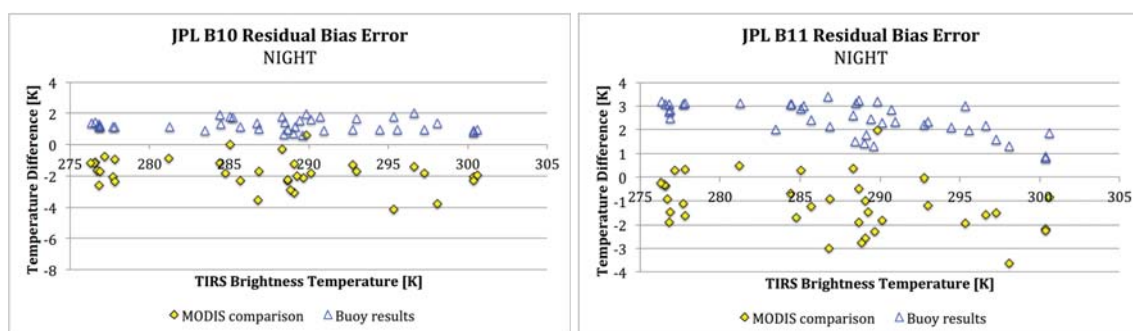 JPL B10 Residual Bias Error
NIGHT
Temperature Difference [K]
4
2
0
-2
-4
-6
-8
275 281 285 290 295 300 305
TIRS Brightness Temperature [K]
MODIS comparison Buoy results
JPL B11 Residual Bias Error
NIGHT
Temperature Difference [K]
4
3
2
1
0
-1
-2
-3
-4
275 280 285 290 295 300 305
TIRS Brightness Temperature [K]
MODIS comparison Buoy results